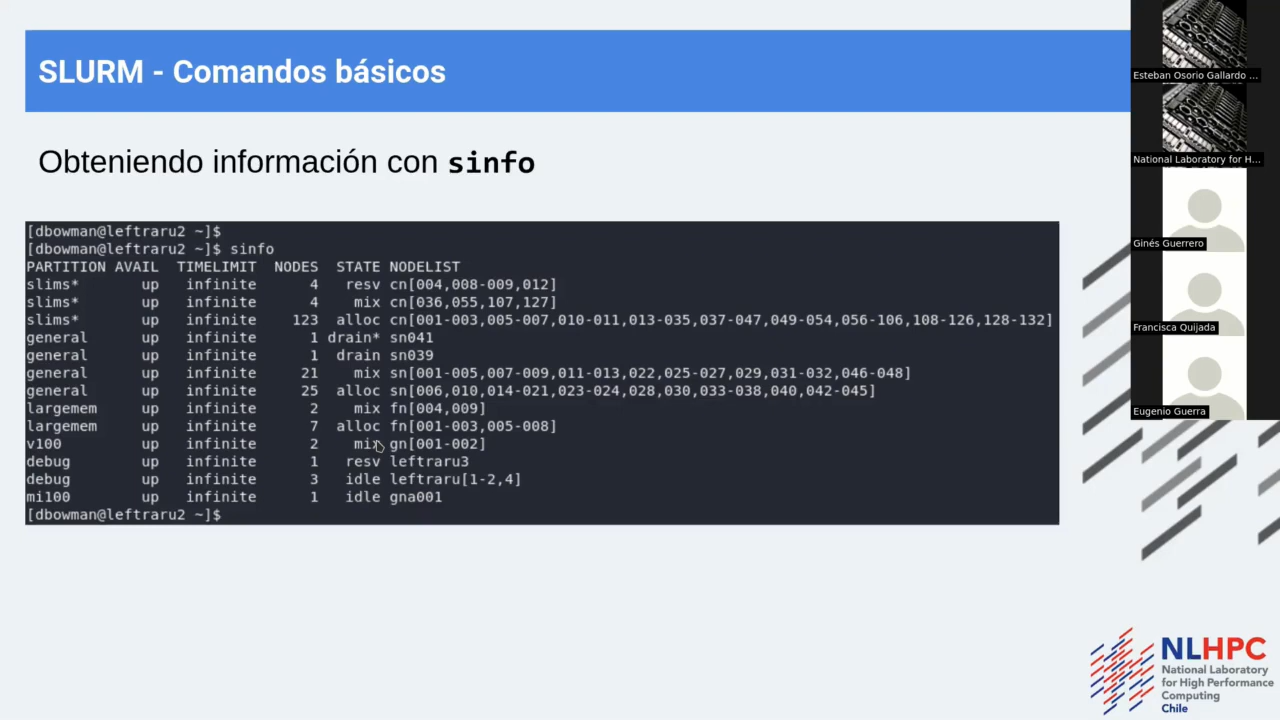 SLURM - Comandos básicos
Obteniendo información con sinfo
[dbowman@leftraru2 ~]$
[dbowman@leftraru2 ~]$ sinfo
PARTITION AVAIL TIMELIMIT NODES STATE NODELIST
slims* up infinite 4 resv cn[004,008-009,012]
slims* up infinite 4 mix cn[036,055,107,127]
slims* up infinite 123 alloc cn[001-003,005-007,010-011,013-035,037-047,049-054,056-106,108-126,128-132]
general up infinite 1 drain* sn041
general up infinite 1 drain sn039
general up infinite 21 mix sn[001-005,007-009,011-013,022,025-027,029,031-032,046-048]
general up infinite 25 alloc sn[006,010,014-021,023-024,028,030,033-038,040,042-045]
largemem up infinite 2 mix fn[004,009]
largemem up infinite 7 alloc fn[001-003,005-008]
v100 up infinite 2 mix gn[001-002]
debug up infinite 1 resv leftraru3
debug up infinite 3 idle leftraru[1-2,4]
mi100 up infinite 1 idle gna001
[dbowman@leftraru2 ~]$
Esteban Osorio Gallardo ...
National Laboratory for H...
Ginés Guerrero
Francisca Quijada
Eugenio Guerra
NLHPC
National Laboratory
for High Performance
Computing
Chile